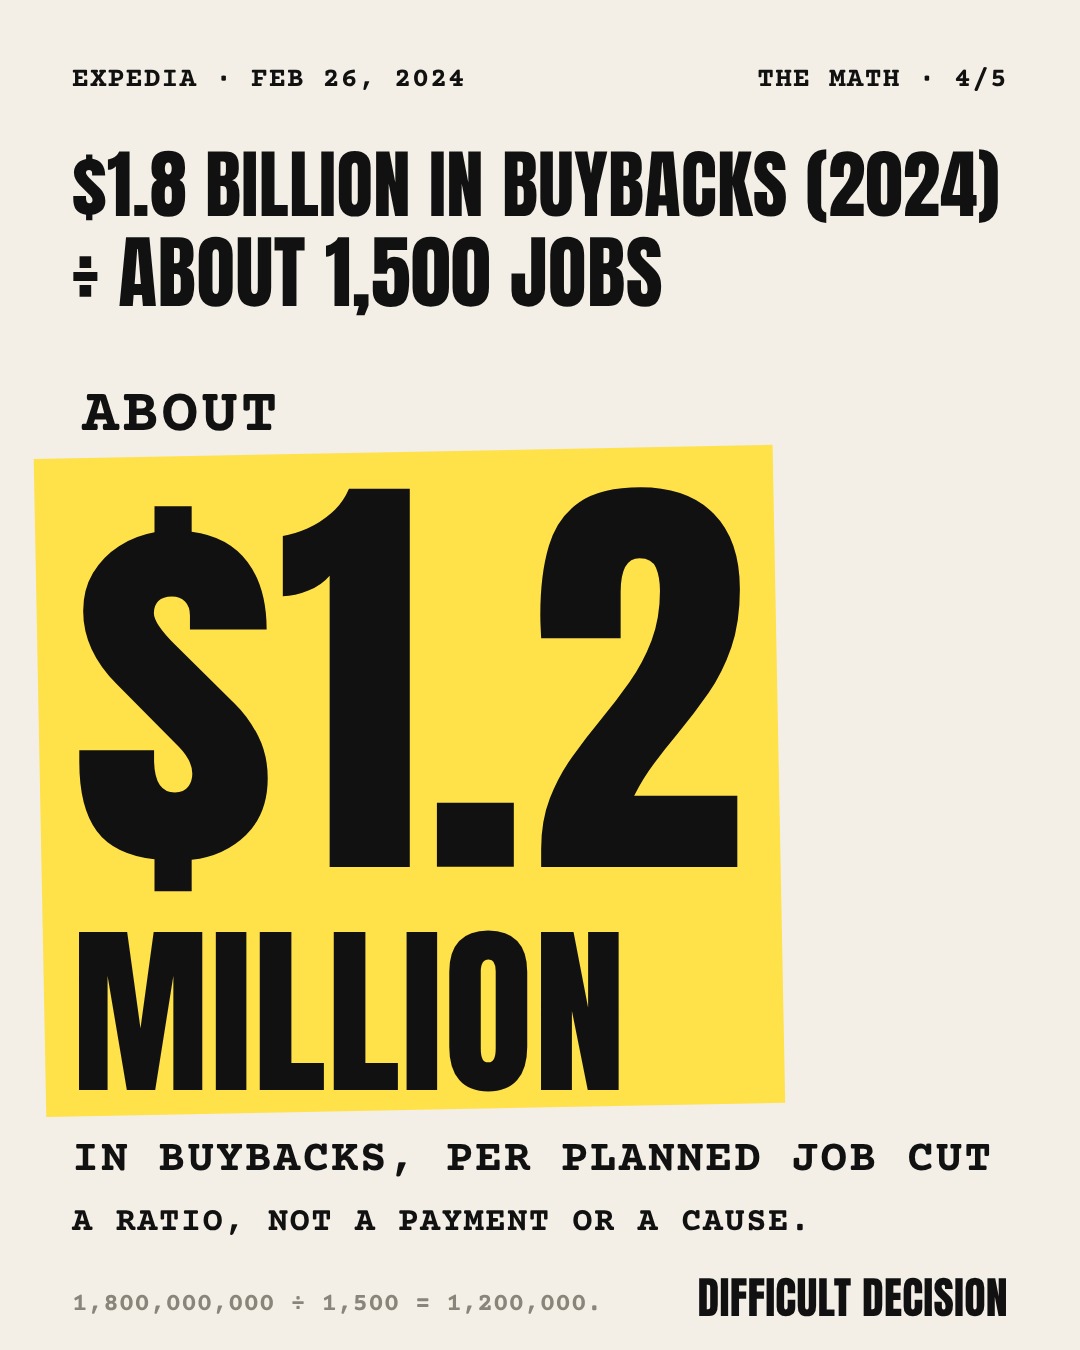 EXPEDIA · FEB 26, 2024
THE MATH · 4/5
$1.8 BILLION IN BUYBACKS (2024)
÷ ABOUT 1,500 JOBS
ABOUT
$1.2
MILLION
IN BUYBACKS, PER PLANNED JOB CUT
A RATIO, NOT A PAYMENT OR A CAUSE.
1,800,000,000 ÷ 1,500 = 1,200,000.
DIFFICULT DECISION